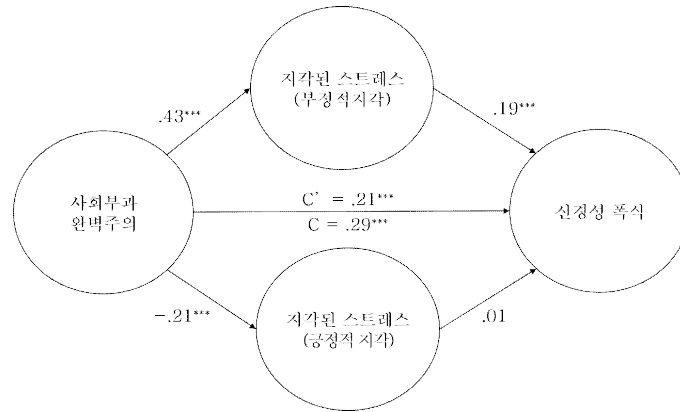 지각된 스트레스
(부정적지각)
.43***
.19***
사회부과
완벽주의
C' = .21***
C = .29***
신경성 폭식
-.21***
지각된 스트레스
(긍정적 지각)
.01